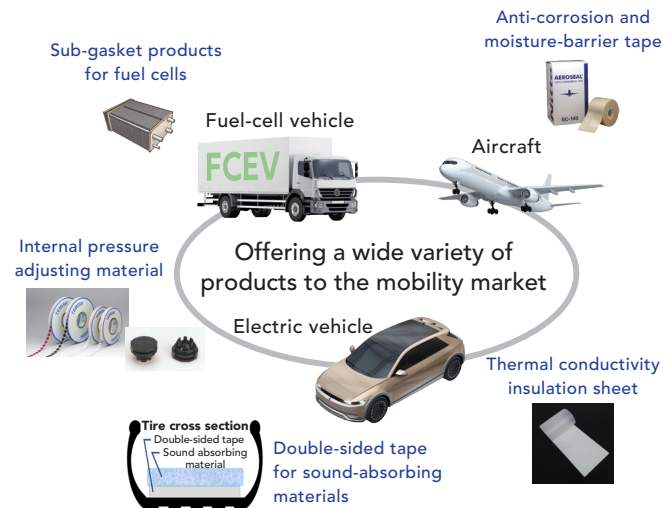 Anti-corrosion and
moisture-barrier tape
Sub-gasket products
for fuel cells
AEROSEAL
SC-140
Fuel-cell vehicle
FCEV
Aircraft
Internal pressure
adjusting material
Offering a wide variety of
products to the mobility market
Electric vehicle
Thermal conductivity
insulation sheet
Tire cross section
Double-sided tape
Sound absorbing
material
Double-sided tape
for sound-absorbing
materials